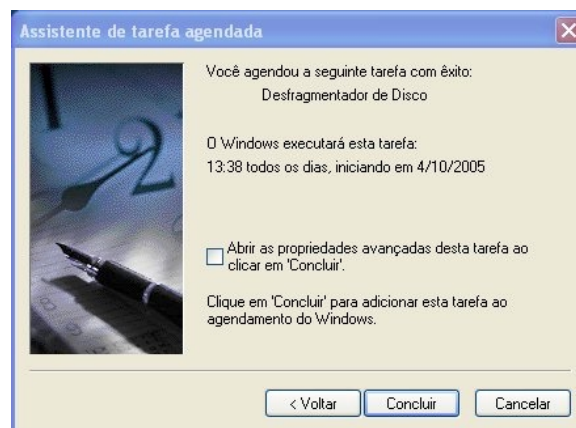 Assistente de tarefa agendada
Você agendou a seguinte tarefa com êxito:
Desfragmentador de Disco
O Windows executará esta tarefa:
13:38 todos os dias, iniciando em 4/10/2005
Abrir as propriedades avançadas desta tarefa ao
clicar em 'Concluir'.
Clique em 'Concluir' para adicionar esta tarefa ao
agendamento do Windows.
< Voltar Concluir Cancelar